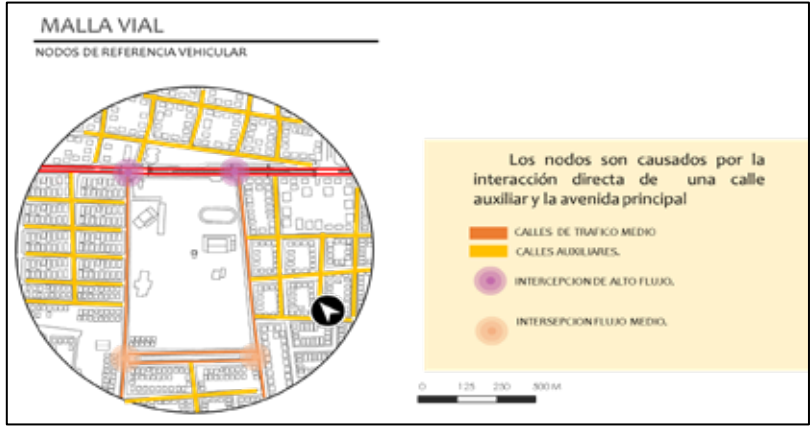 MALLA VIAL
NODOS DE REFERENCIA VEHICULAR
Los nodos son causados por la
interacción directa de una calle
auxiliar y la avenida principal
CALLES DE TRAFICO MEDIO
CALLES AUXILIARES.
INTERCEPCION DE ALTO FLUJO.
INTERSEPCION FLUJO MEDIO.
0 125 250 500 M